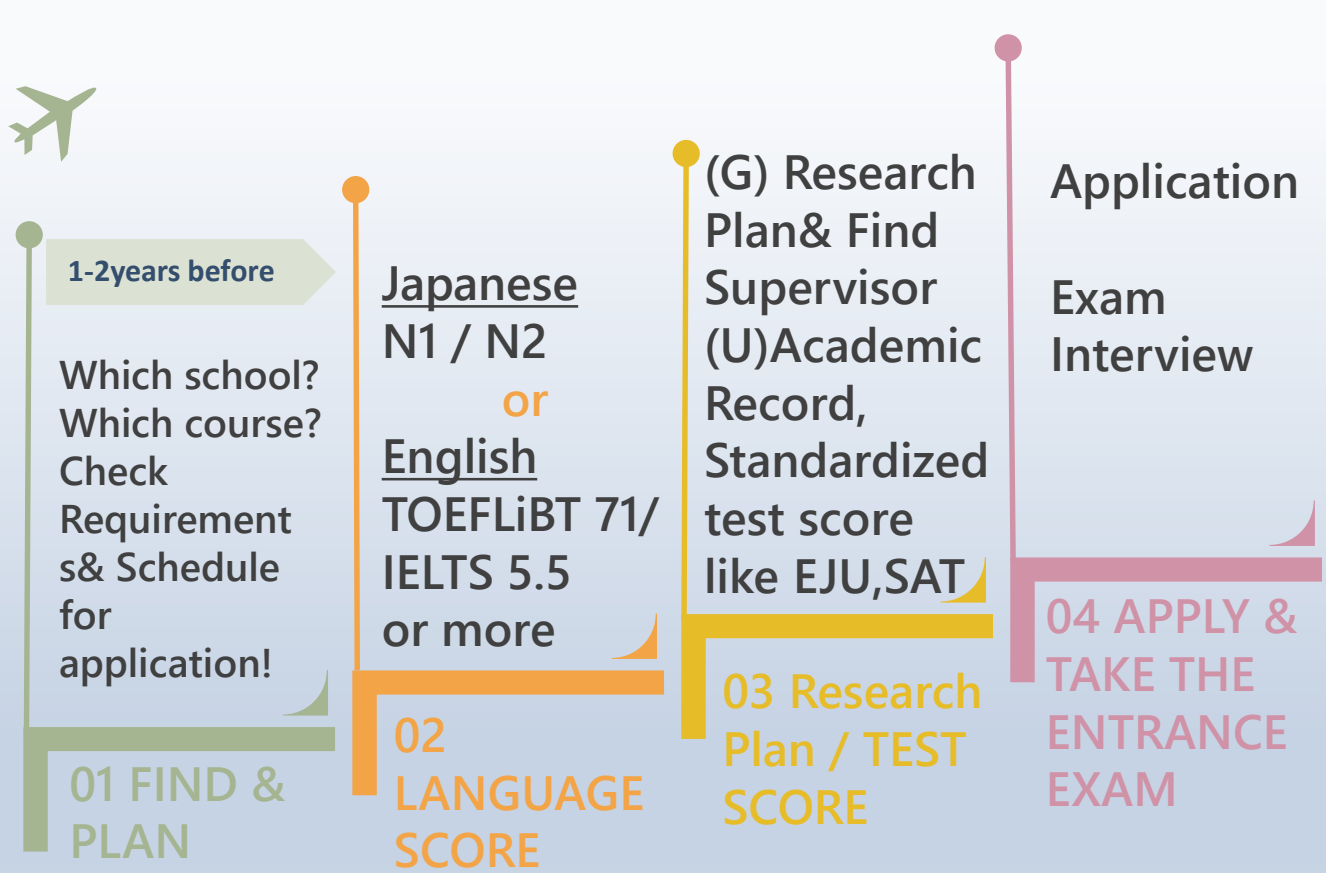 1-2years before
Which school?
Which course?
Check
Requirement
s& Schedule
for
application!
01 FIND &
PLAN
Japanese
N1 / N2
or
English
TOEFLiBT 71/
IELTS 5.5
or more
02
LANGUAGE
SCORE
(G) Research
Plan& Find
Supervisor
(U)Academic
Record,
Standardized
test score
like EJU,SAT
03 Research
Plan / TEST
SCORE
Application
Exam
Interview
04 APPLY &
TAKE THE
ENTRANCE
EXAM